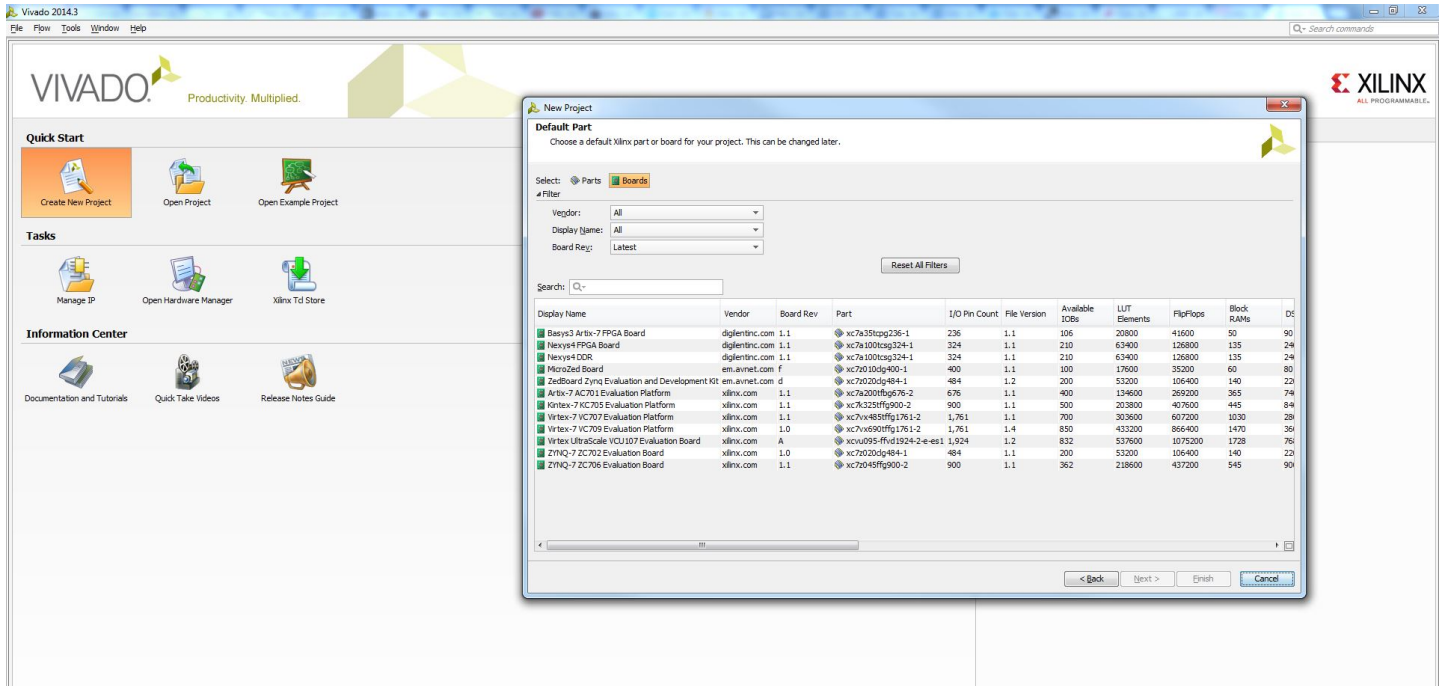 Vivado 2014.3
File Flow Tools Window Help
Search commands
VIVADO. Productivity. Multiplied.
XILINX
ALL PROGRAMMABLE.
Quick Start
Create New Project Open Project Open Example Project
Tasks
Manage IP Open Hardware Manager Xilinx Tcl Store
Information Center
Documentation and Tutorials Quick Take Videos Release Notes Guide
New Project
Default Part
Choose a default Xilinx part or board for your project. This can be changed later.
Select: Parts Boards
Filter
Vendor: All
Display Name: All
Board Rev: Latest
Reset All Filters
Search:
Display Name Vendor Board Rev Part I/O Pin Count File Version Available IOBs LUT Elements FlipFlops Block RAMs DS
Basys3 Artix-7 FPGA Board digilentinc.com 1.1 xc7a35tcpg236-1 236 1.1 106 20800 41600 50 90
Nexys4 FPGA Board digilentinc.com 1.1 xc7a100tcsg324-1 324 1.1 210 63400 126800 135 24
Nexys4 DDR digilentinc.com 1.1 xc7a100tcsg324-1 324 1.1 210 63400 126800 135 24
MicroZed Board em.avnet.com f xc7z010clg400-1 400 1.1 100 17600 35200 60 80
ZedBoard Zynq Evaluation and Development Kit em.avnet.com d xc7z020clg484-1 484 1.2 200 53200 106400 140 22
Artix-7 AC701 Evaluation Platform xilinx.com 1.1 xc7a200tfbg676-2 676 1.1 400 134600 269200 365 74
Kintex-7 KC705 Evaluation Platform xilinx.com 1.1 xc7k325tffg900-2 900 1.1 500 203800 407600 445 84
Virtex-7 VC707 Evaluation Platform xilinx.com 1.1 xc7vx485tffg1761-2 1,761 1.1 700 303600 607200 1030 28
Virtex-7 VC709 Evaluation Platform xilinx.com 1.0 xc7vx690tffg1761-2 1,761 1.4 850 433200 866400 1470 36
Virtex UltraScale VCU107 Evaluation Board xilinx.com A xcvu095-ffvd1924-2-e-es1 1,924 1.2 832 537600 1075200 1728 76
ZYNQ-7 ZC702 Evaluation Board xilinx.com 1.0 xc7z020clg484-1 484 1.1 200 53200 106400 140 22
ZYNQ-7 ZC706 Evaluation Board xilinx.com 1.1 xc7z045ffg900-2 900 1.1 362 218600 437200 545 90
< Back Next > Finish Cancel